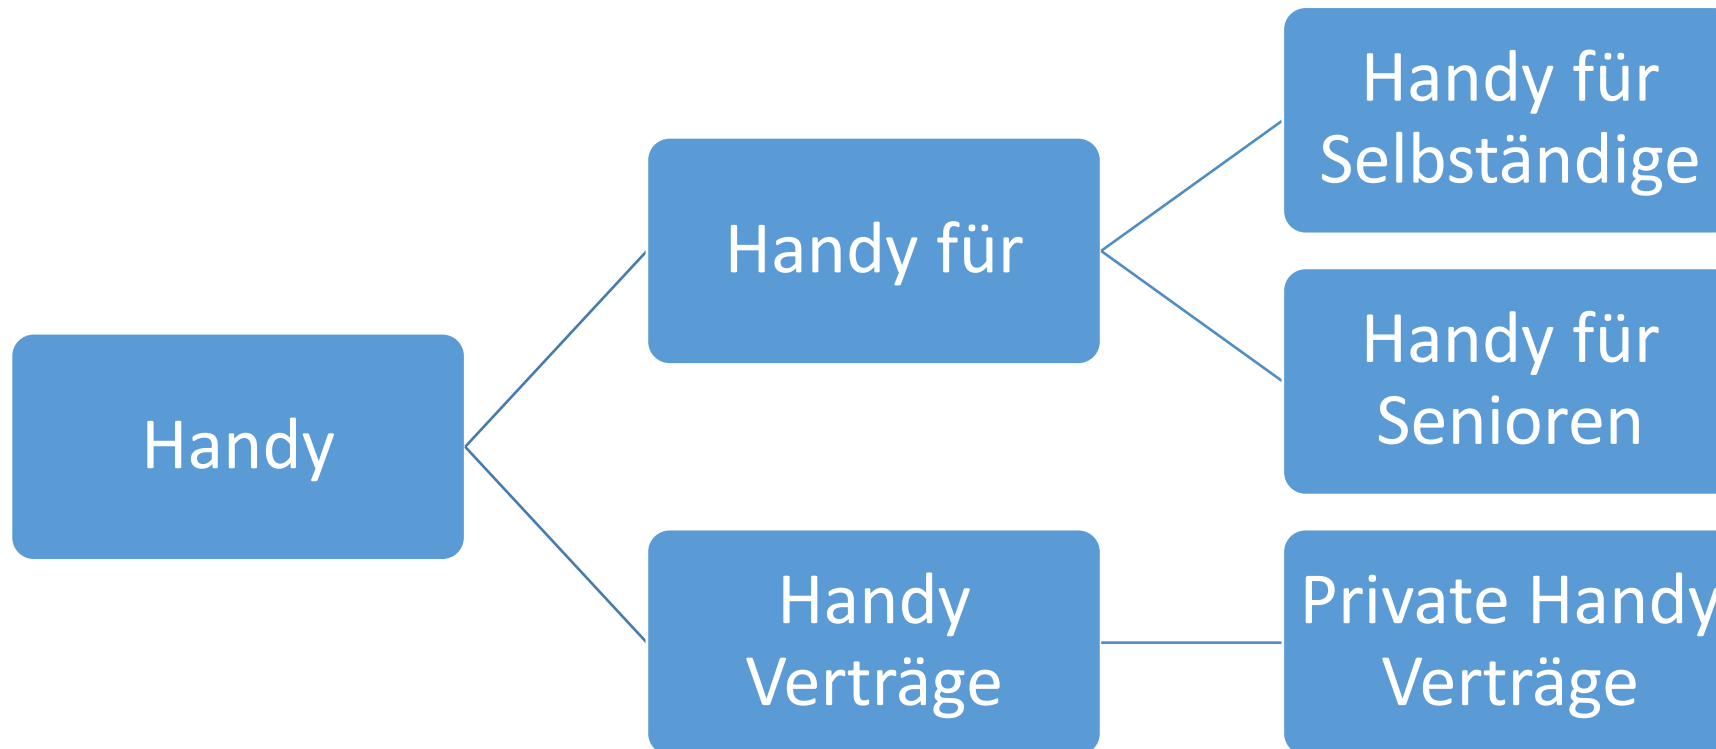 Handy
Handy für
Handy für
Selbständige
Handy für
Senioren
Handy
Verträge
Private Handy
Verträge